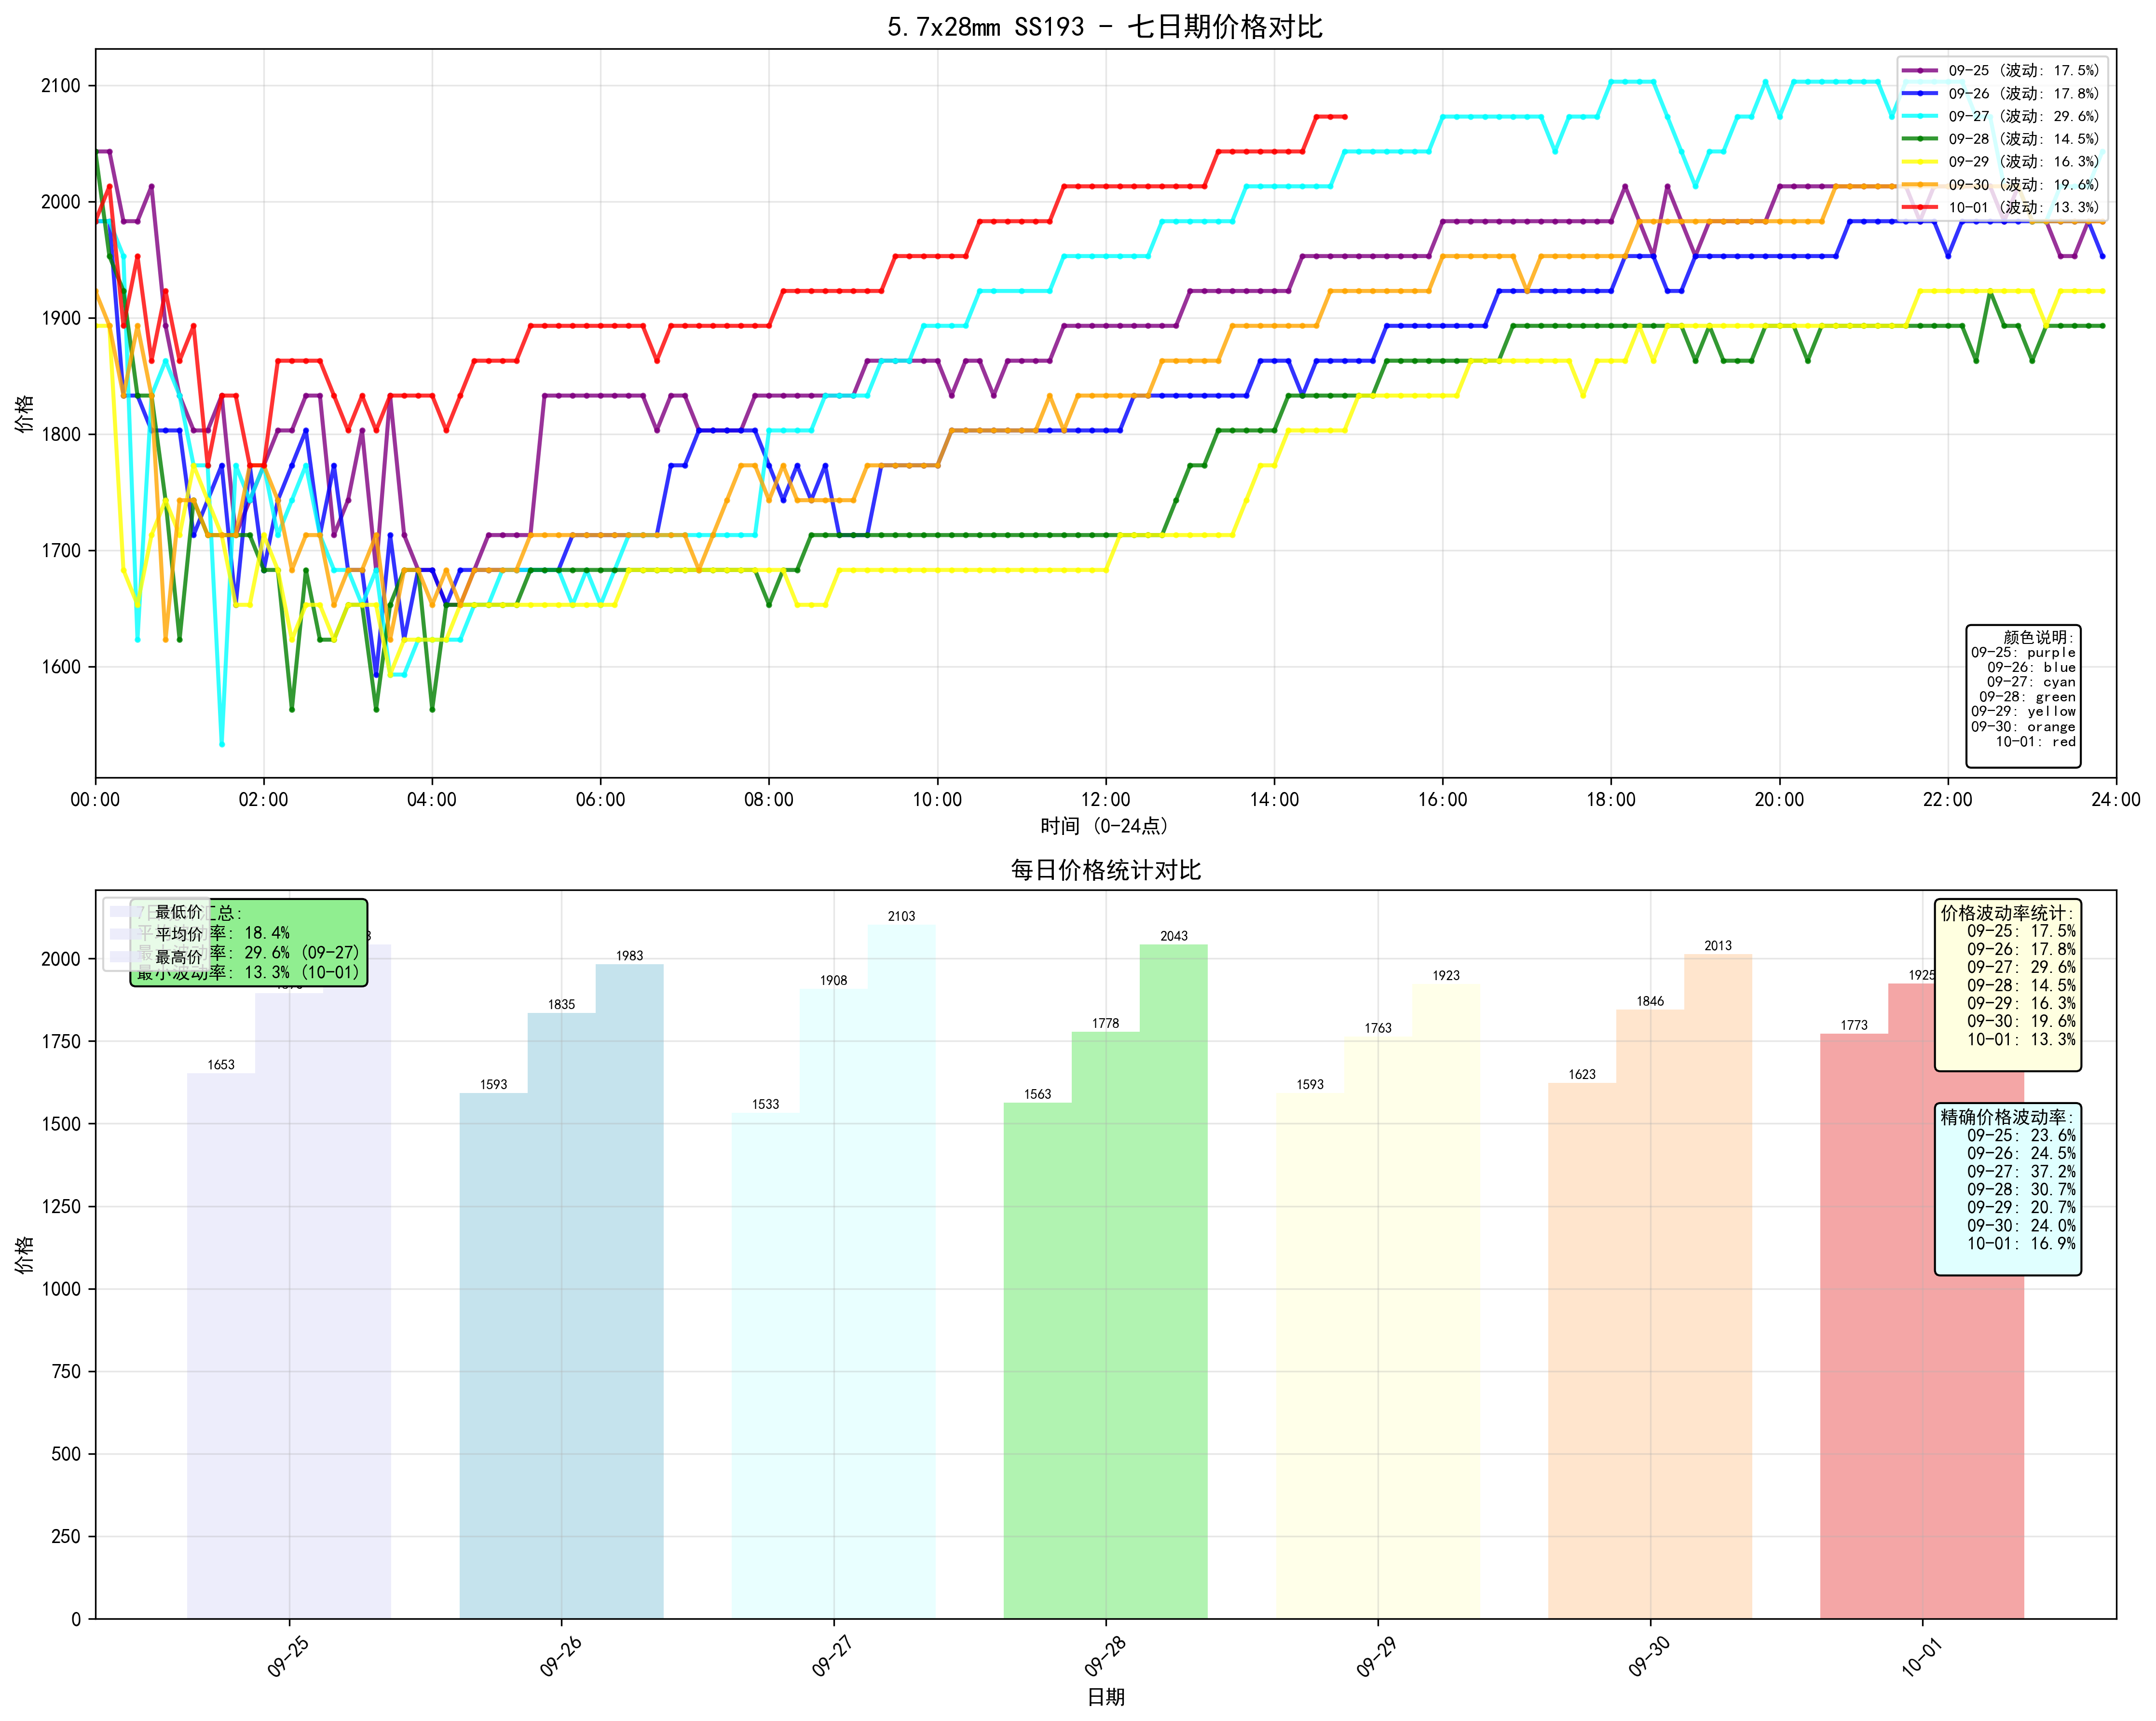 5.7x28mm SS193 - 七日期价格对比
价格
2100
2000
1900
1800
1700
1600
09-25 (波动: 17.5%)
09-26 (波动: 17.8%)
09-27 (波动: 29.6%)
09-28 (波动: 14.5%)
09-29 (波动: 16.3%)
09-30 (波动: 19.6%)
10-01 (波动: 13.3%)
颜色说明:
09-25: purple
09-26: blue
09-27: cyan
09-28: green
09-29: yellow
09-30: orange
10-01: red
00:00 02:00 04:00 06:00 08:00 10:00 12:00 14:00 16:00 18:00 20:00 22:00 24:00
时间 (0-24点)
每日价格统计对比
价格
2000
1750
1500
1250
1000
750
500
250
0
最低价
平均价
最高价
汇总:
率: 18.4%
率: 29.6% (09-27)
最小波动率: 13.3% (10-01)
1653
1593 1835 1983
1533 1908 2103
1563 1778 2043
1593 1763 1923
1623 1846 2013
1773 1925
价格波动率统计:
09-25: 17.5%
09-26: 17.8%
09-27: 29.6%
09-28: 14.5%
09-29: 16.3%
09-30: 19.6%
10-01: 13.3%
精确价格波动率:
09-25: 23.6%
09-26: 24.5%
09-27: 37.2%
09-28: 30.7%
09-29: 20.7%
09-30: 24.0%
10-01: 16.9%
09-25 09-26 09-27 09-28 09-29 09-30 10-01
日期